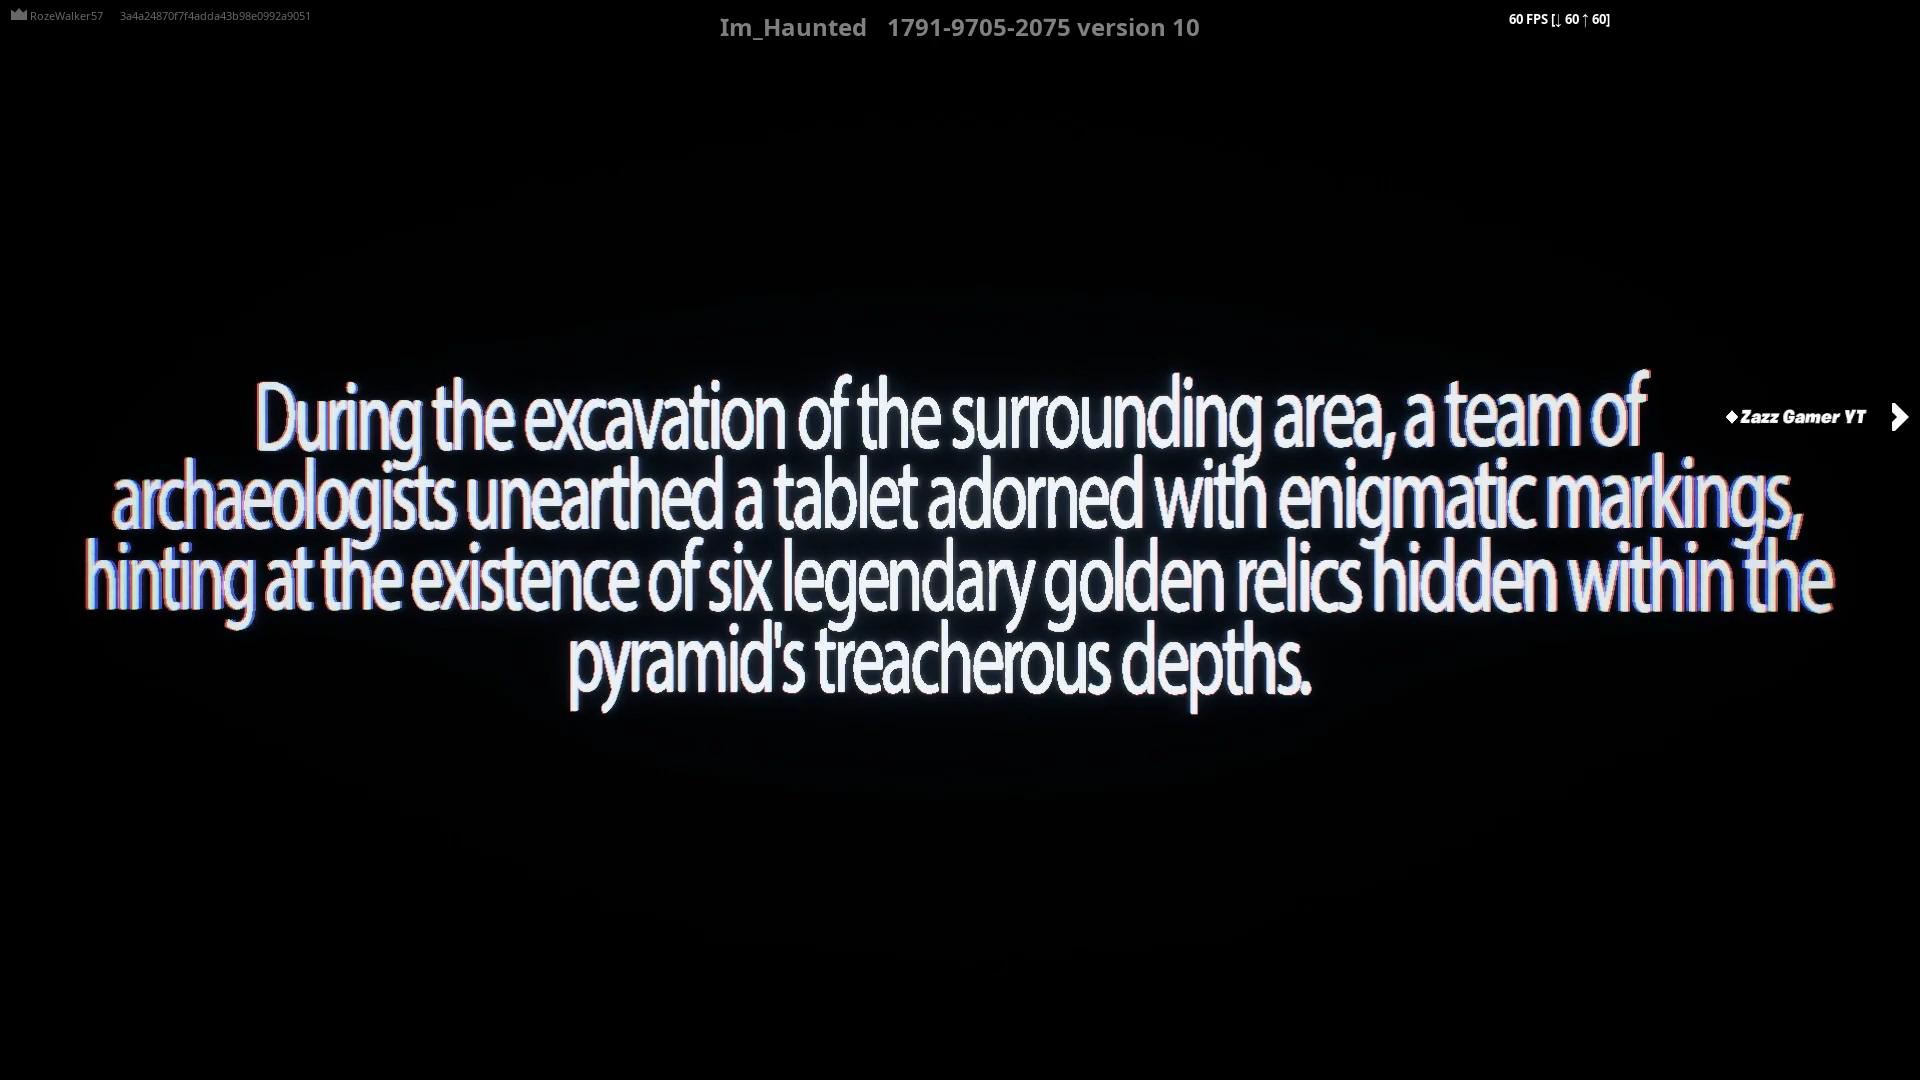 RozeWalker57 3a4a24870f7f4adda43b98e0992a9051
Im_Haunted 1791-9705-2075 version 10
60 FPS [↓ 60 ↑ 60]
During the excavation of the surrounding area, a team of
archaeologists unearthed a tablet adorned with enigmatic markings,
hinting at the existence of six legendary golden relics hidden within the
pyramid's treacherous depths.
◆Zazz Gamer YT